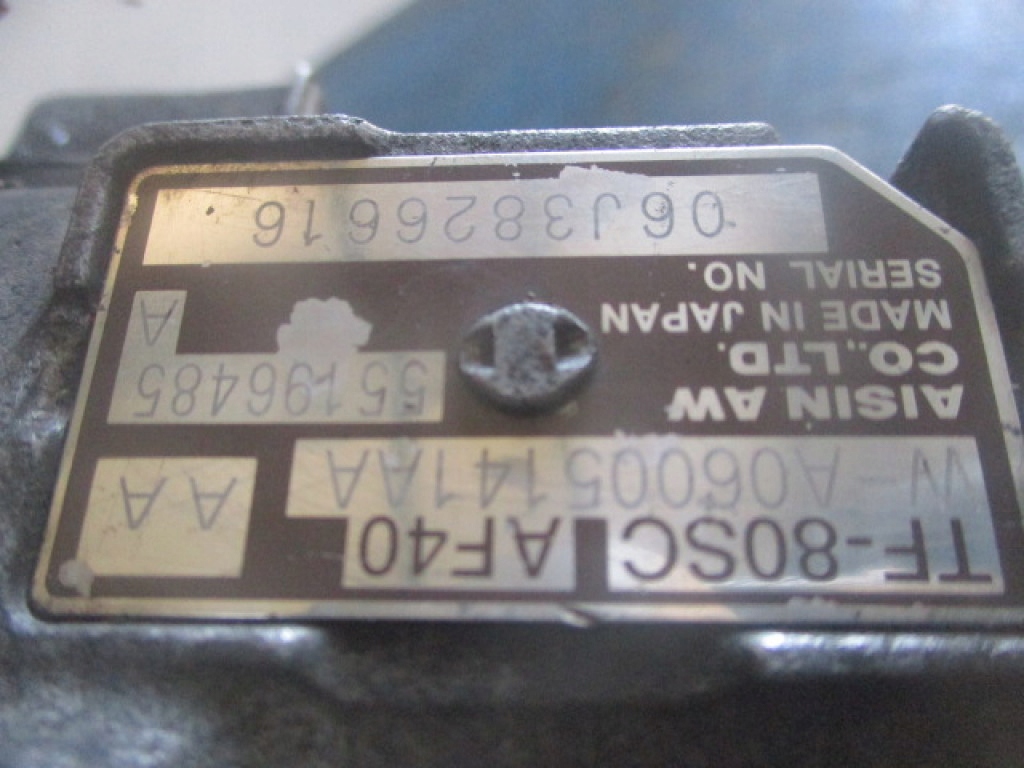 TF-80SC AF40
A06005141AA AA
AISIN AW
CO.,LTD.
55196485
MADE IN JAPAN
A
SERIAL NO.
06J3826616